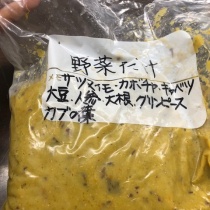 野菜だけ
サツマイモ・カボチャ・キャベツ
大豆・人参・大根・グリンピース
カブの葉